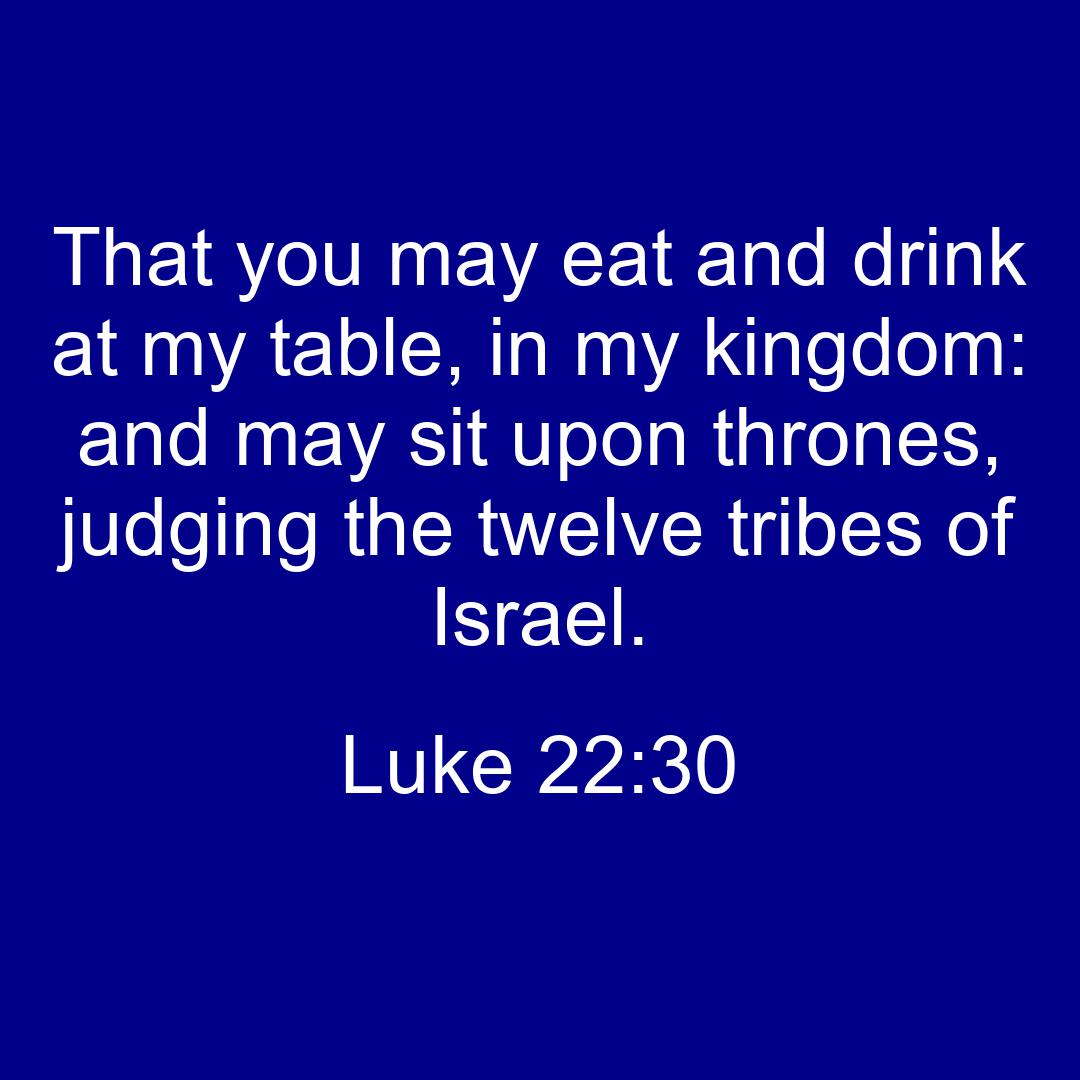 That you may eat and drink
at my table, in my kingdom:
and may sit upon thrones,
judging the twelve tribes of
Israel.
Luke 22:30